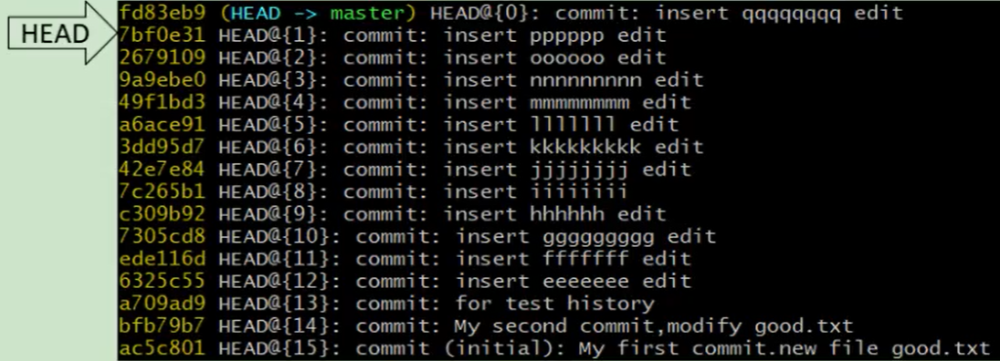 HEAD
fd83eb9 (HEAD -> master) HEAD@{0}: commit: insert qqqqqqqq edit
7bf0e31 HEAD@{1}: commit: insert pppppp edit
2679109 HEAD@{2}: commit: insert oooooo edit
9a9ebe0 HEAD@{3}: commit: insert nnnnnnnnn edit
49f1bd3 HEAD@{4}: commit: insert mmmmmmmm edit
a6ace91 HEAD@{5}: commit: insert lllllll edit
3dd95d7 HEAD@{6}: commit: insert kkkkkkkkk edit
42e7e84 HEAD@{7}: commit: insert jjjjjjjj edit
7c265b1 HEAD@{8}: commit: insert iiiiiiii
c309b92 HEAD@{9}: commit: insert hhhhhh edit
7305cd8 HEAD@{10}: commit: insert ggggggggg edit
ede116d HEAD@{11}: commit: insert fffffff edit
6325c55 HEAD@{12}: commit: insert eeeeeee edit
a709ad9 HEAD@{13}: commit: for test history
bfb79b7 HEAD@{14}: commit: My second commit,modify good.txt
ac5c801 HEAD@{15}: commit (initial): My first commit.new file good.txt